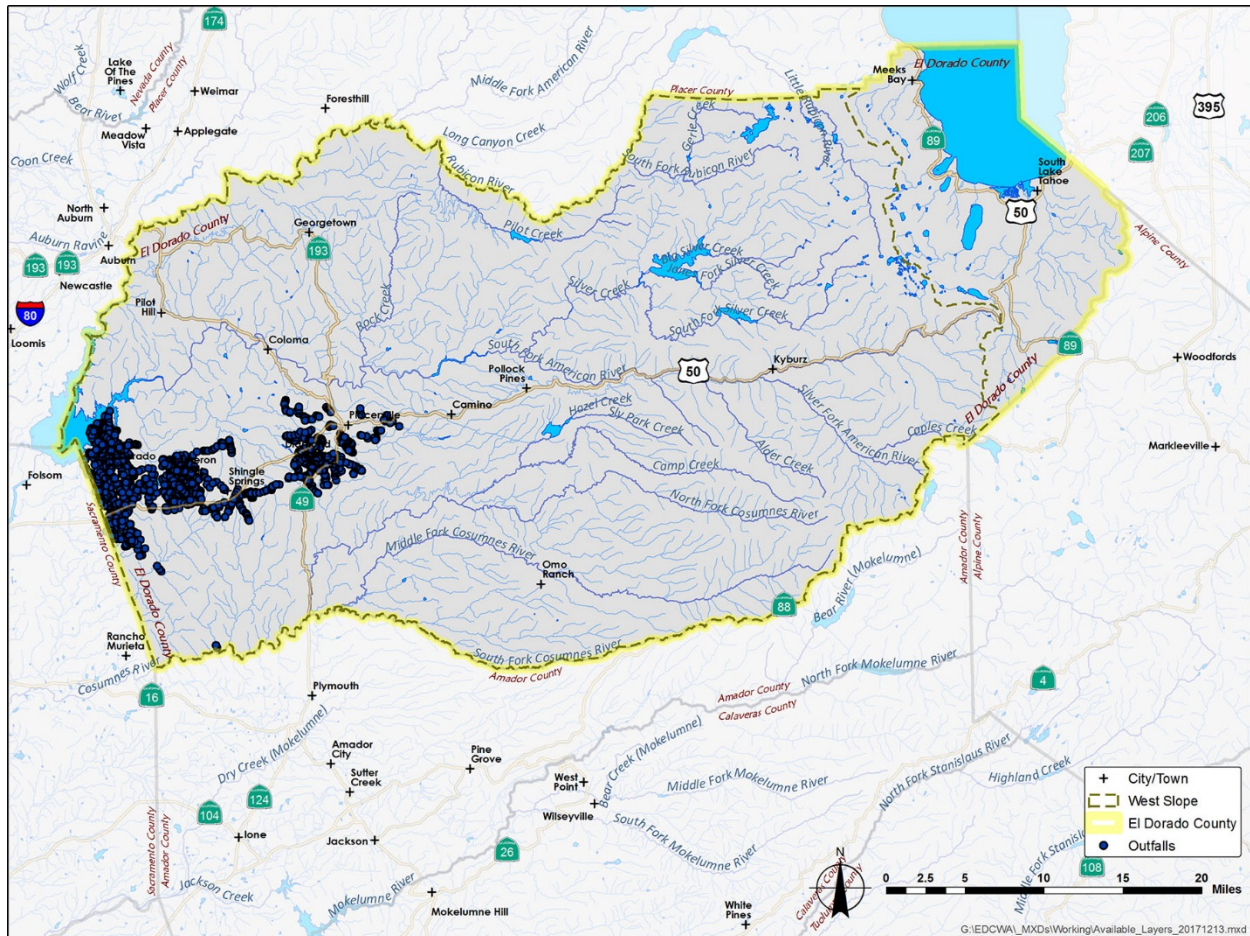 174
Lake
Of The
Pines
Weimar
Wolf Creek
Nevada County
Placer County
Bear River
Meadow
Vista
Applegate
Foresthill
Middle Fork American River
Long Canyon Creek
Coon Creek
Rubicon River
Placer County
Gerle Creek
Little Rubicon River
South Fork Rubicon River
Meeks
Bay
El Dorado County
89
395
206
207
South
Lake
Tahoe
50
Alpine County
North
Auburn
Auburn Ravine
Auburn
193
193
Newcastle
El Dorado County
Georgetown
193
Pilot Creek
80
Loomis
Pilot
Hill
Rock Creek
Silver Creek
Jones Fork Silver Creek
South Fork Silver Creek
Coloma
South Fork American River
Pollock
Pines
50
Kyburz
89
Woodfords
El Dorado County
Camino
Placerville
Hazel Creek
Sly Park Creek
Silver Fork American River
Caples Creek
Alder Creek
Camp Creek
Markleeville
Folsom
Shingle
Springs
49
North Fork Cosumnes River
Sacramento County
El Dorado County
Middle Fork Cosumnes River
Omo
Ranch
Amador County
Alpine County
88
Bear River (Mokelumne)
Rancho
Murieta
Cosumnes River
South Fork Cosumnes River
Amador County
16
Plymouth
North Fork Mokelumne River
Amador County
Calaveras County
4
Dry Creek (Mokelumne)
Amador
City
Sutter
Creek
Pine
Grove
West
Point
Wilseyville
Bear Creek (Mokelumne)
Middle Fork Mokelumne River
North Fork Stanislaus River
Highland Creek
104
124
Ione
Jackson
26
South Fork Mokelumne River
Sacramento County
Amador County
Jackson Creek
Mokelumne River
Mokelumne Hill
White
Pines
Calaveras County
Tuolumne County
Middle Fork Stanislaus
108
City/Town
West Slope
El Dorado County
Outfalls
N
0 2.5 5 10 15 20
Miles
G:\EDCWA\_MXDs\Working\Available_Layers_20171213.mxd